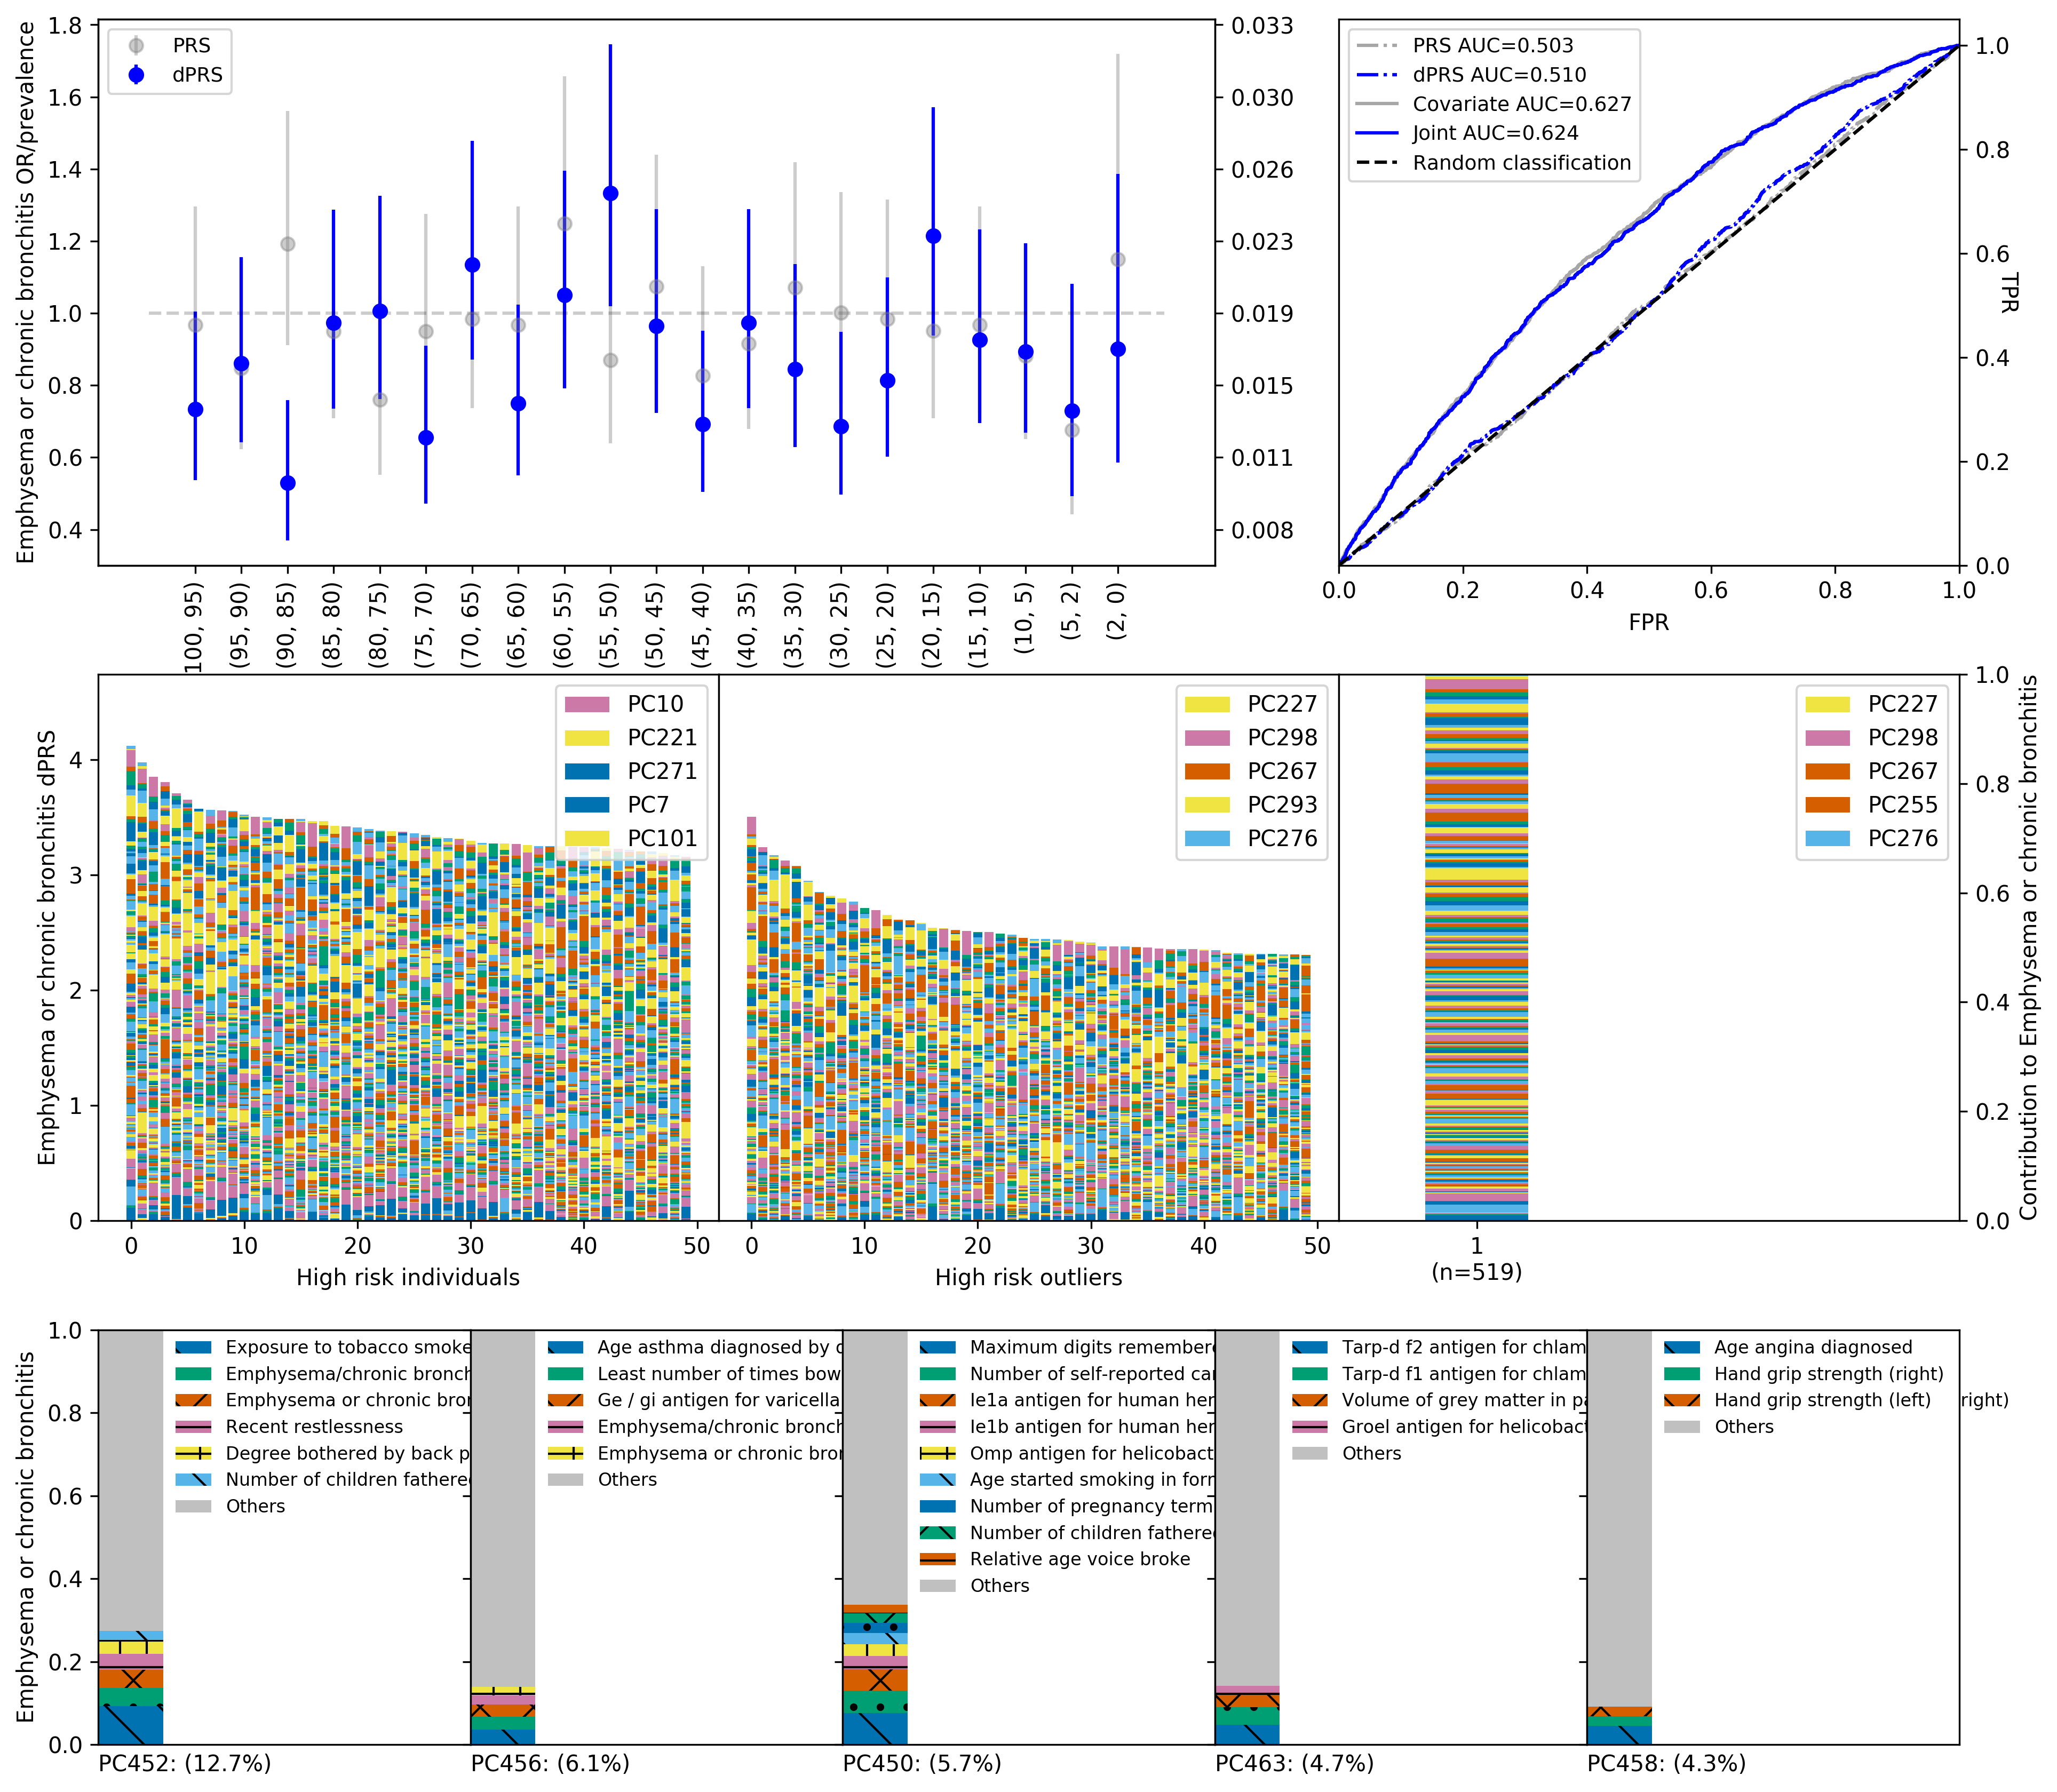 Emphysema or chronic bronchitis OR/prevalence
1.8
1.6
1.4
1.2
1.0
0.8
0.6
0.4
PRS
dPRS
0.033
0.030
0.026
0.023
0.019
0.015
0.011
0.008
100, 95)
(95, 90)
(90, 85)
(85, 80)
(80, 75)
(75, 70)
(70, 65)
(65, 60)
(60, 55)
(55, 50)
(50, 45)
(45, 40)
(40, 35)
(35, 30)
(30, 25)
(25, 20)
(20, 15)
(15, 10)
(10, 5)
(5, 2)
(2, 0)
PRS AUC=0.503
dPRS AUC=0.510
Covariate AUC=0.627
Joint AUC=0.624
Random classification
1.0
0.8
0.6
0.4
0.2
0.0
TPR
0.0 0.2 0.4 0.6 0.8 1.0
FPR
Emphysema or chronic bronchitis dPRS
4
3
2
1
0
PC10
PC221
PC271
PC7
PC101
0 10 20 30 40 50
High risk individuals
PC227
PC298
PC267
PC293
PC276
0 10 20 30 40 50
High risk outliers
PC227
PC298
PC267
PC255
PC276
1
(n=519)
1.0
0.8
0.6
0.4
0.2
0.0
Contribution to Emphysema or chronic bronchitis
Emphysema or chronic bronchitis
1.0
0.8
0.6
0.4
0.2
0.0
Exposure to tobacco smoke
Emphysema/chronic bronch
Emphysema or chronic bron
Recent restlessness
Degree bothered by back p
Number of children fathered
Others
PC452: (12.7%)
Age asthma diagnosed by d
Least number of times bow
Ge / gi antigen for varicella
Emphysema/chronic bronch
Emphysema or chronic bron
Others
PC456: (6.1%)
Maximum digits remembere
Number of self-reported can
Ie1a antigen for human her
Ie1b antigen for human her
Omp antigen for helicobact
Age started smoking in form
Number of pregnancy term
Number of children fathered
Relative age voice broke
Others
PC450: (5.7%)
Tarp-d f2 antigen for chlam
Tarp-d f1 antigen for chlam
Volume of grey matter in pa
Groel antigen for helicobact
Others
PC463: (4.7%)
Age angina diagnosed
Hand grip strength (right)
Hand grip strength (left) right)
Others
PC458: (4.3%)